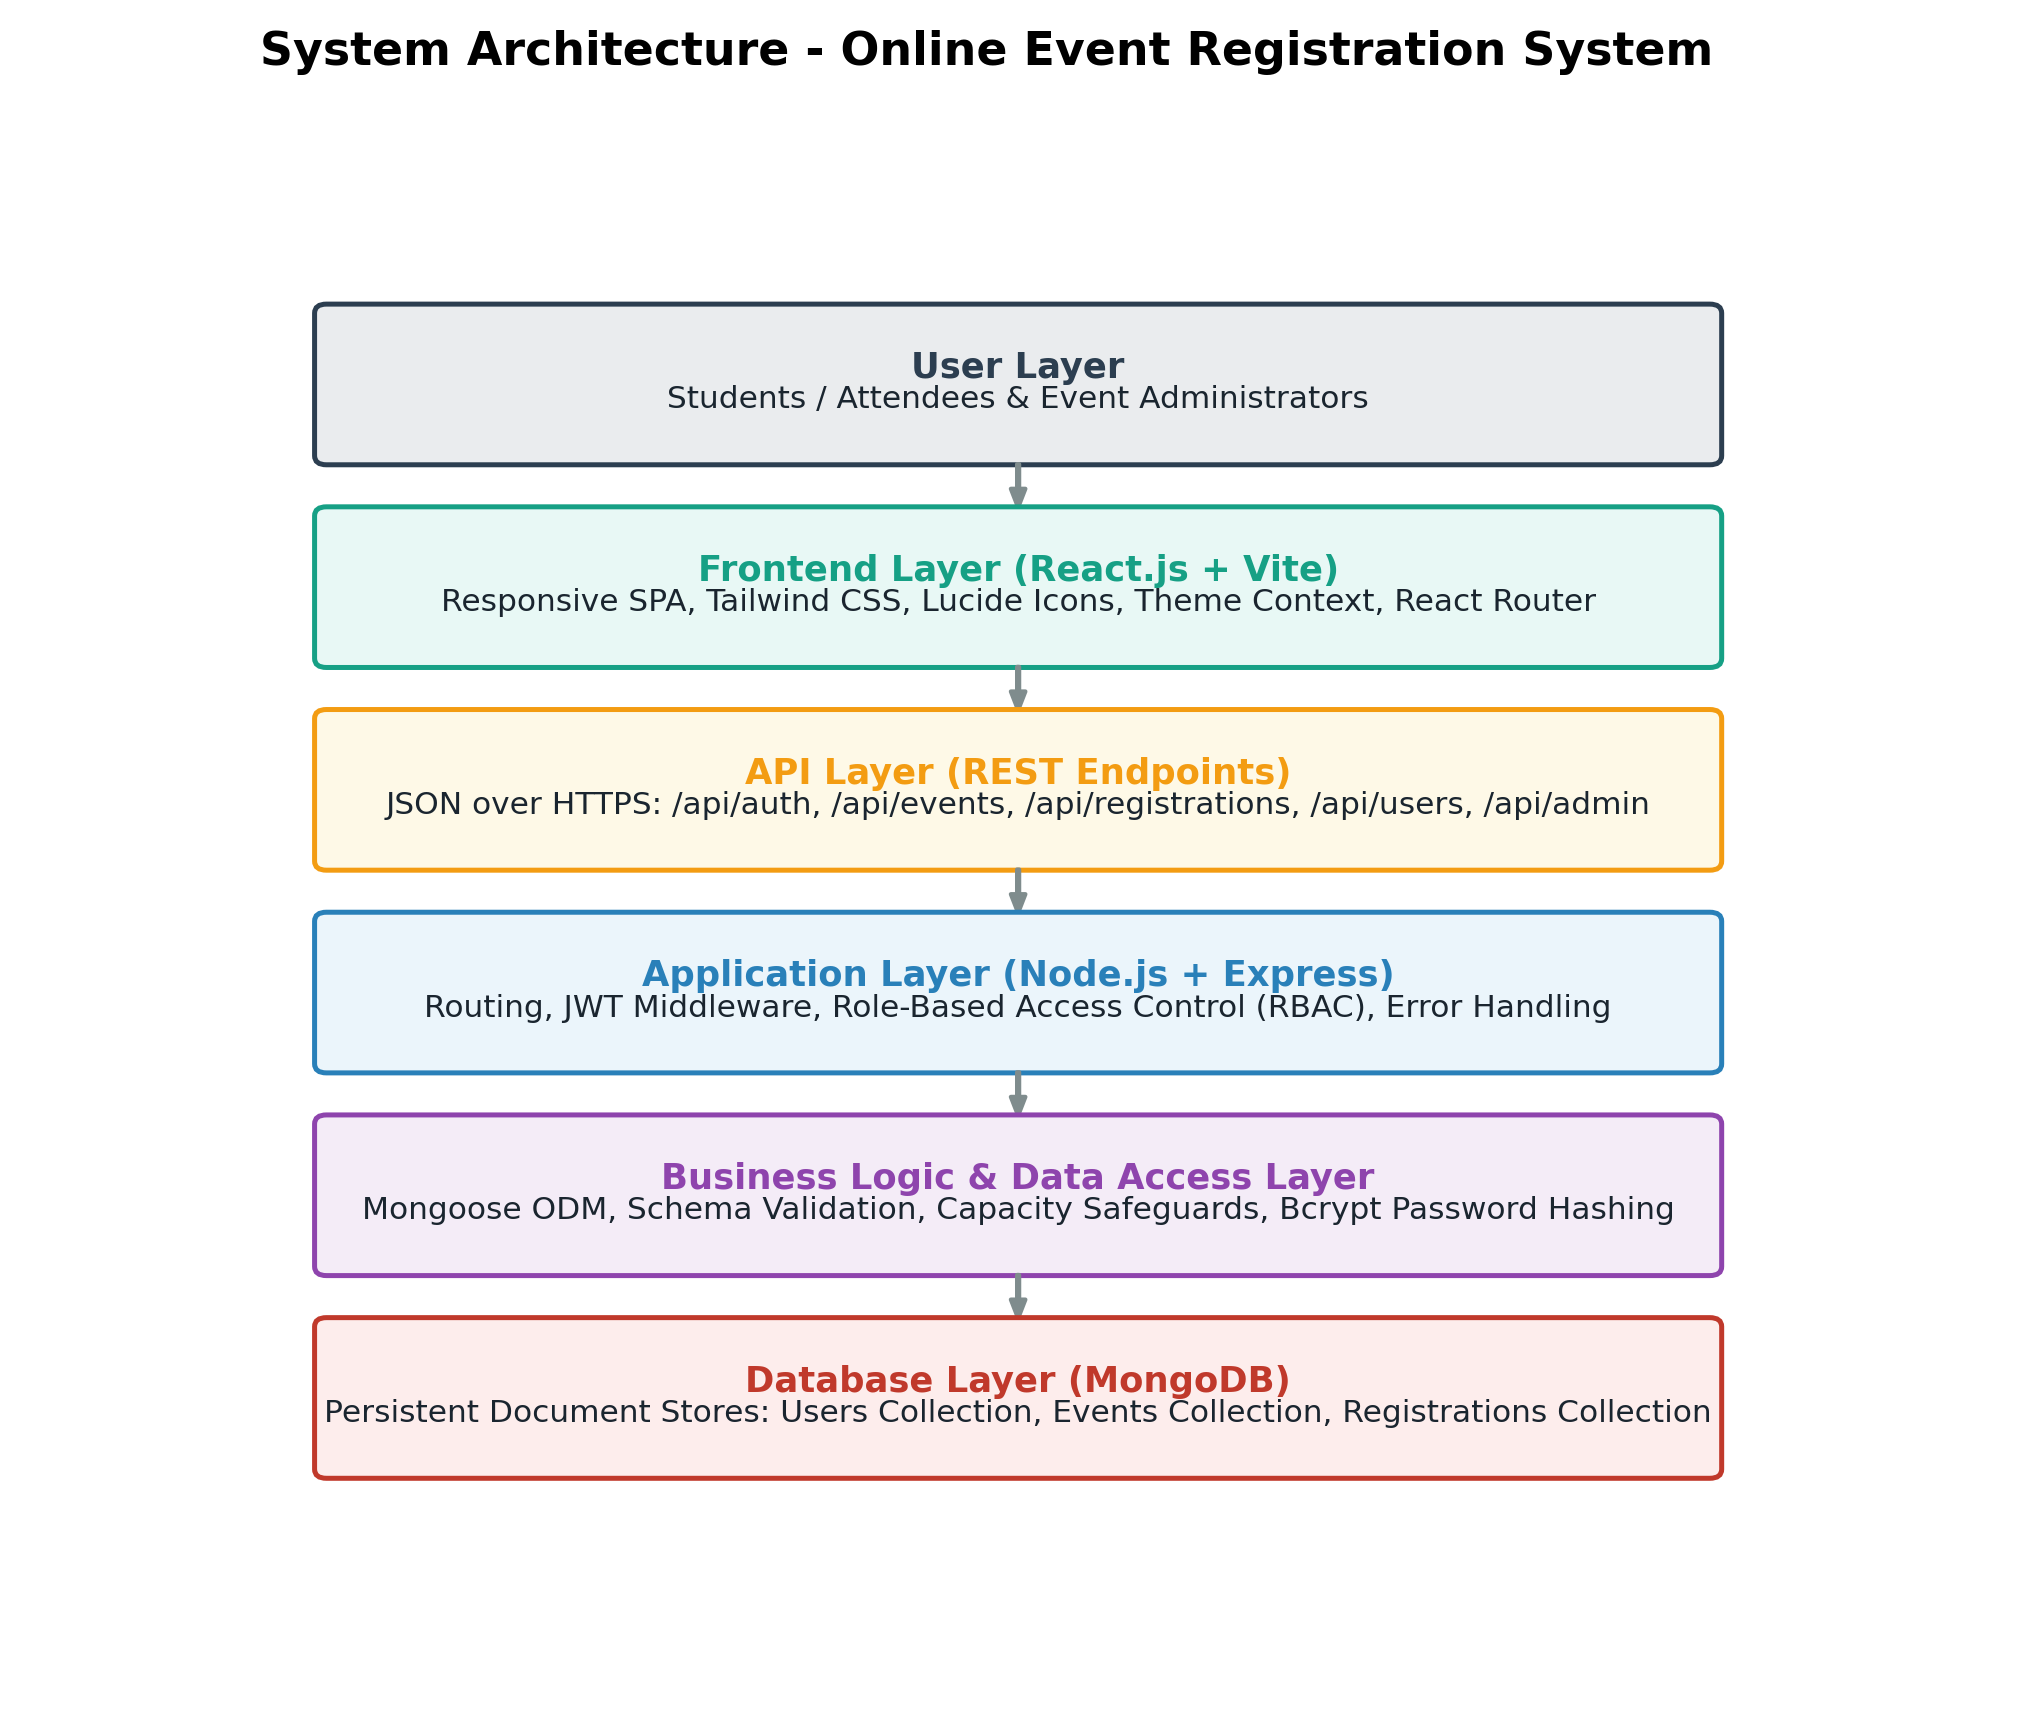 System Architecture - Online Event Registration System
User Layer
Students / Attendees & Event Administrators
Frontend Layer (React.js + Vite)
Responsive SPA, Tailwind CSS, Lucide Icons, Theme Context, React Router
API Layer (REST Endpoints)
JSON over HTTPS: /api/auth, /api/events, /api/registrations, /api/users, /api/admin
Application Layer (Node.js + Express)
Routing, JWT Middleware, Role-Based Access Control (RBAC), Error Handling
Business Logic & Data Access Layer
Mongoose ODM, Schema Validation, Capacity Safeguards, Bcrypt Password Hashing
Database Layer (MongoDB)
Persistent Document Stores: Users Collection, Events Collection, Registrations Collection